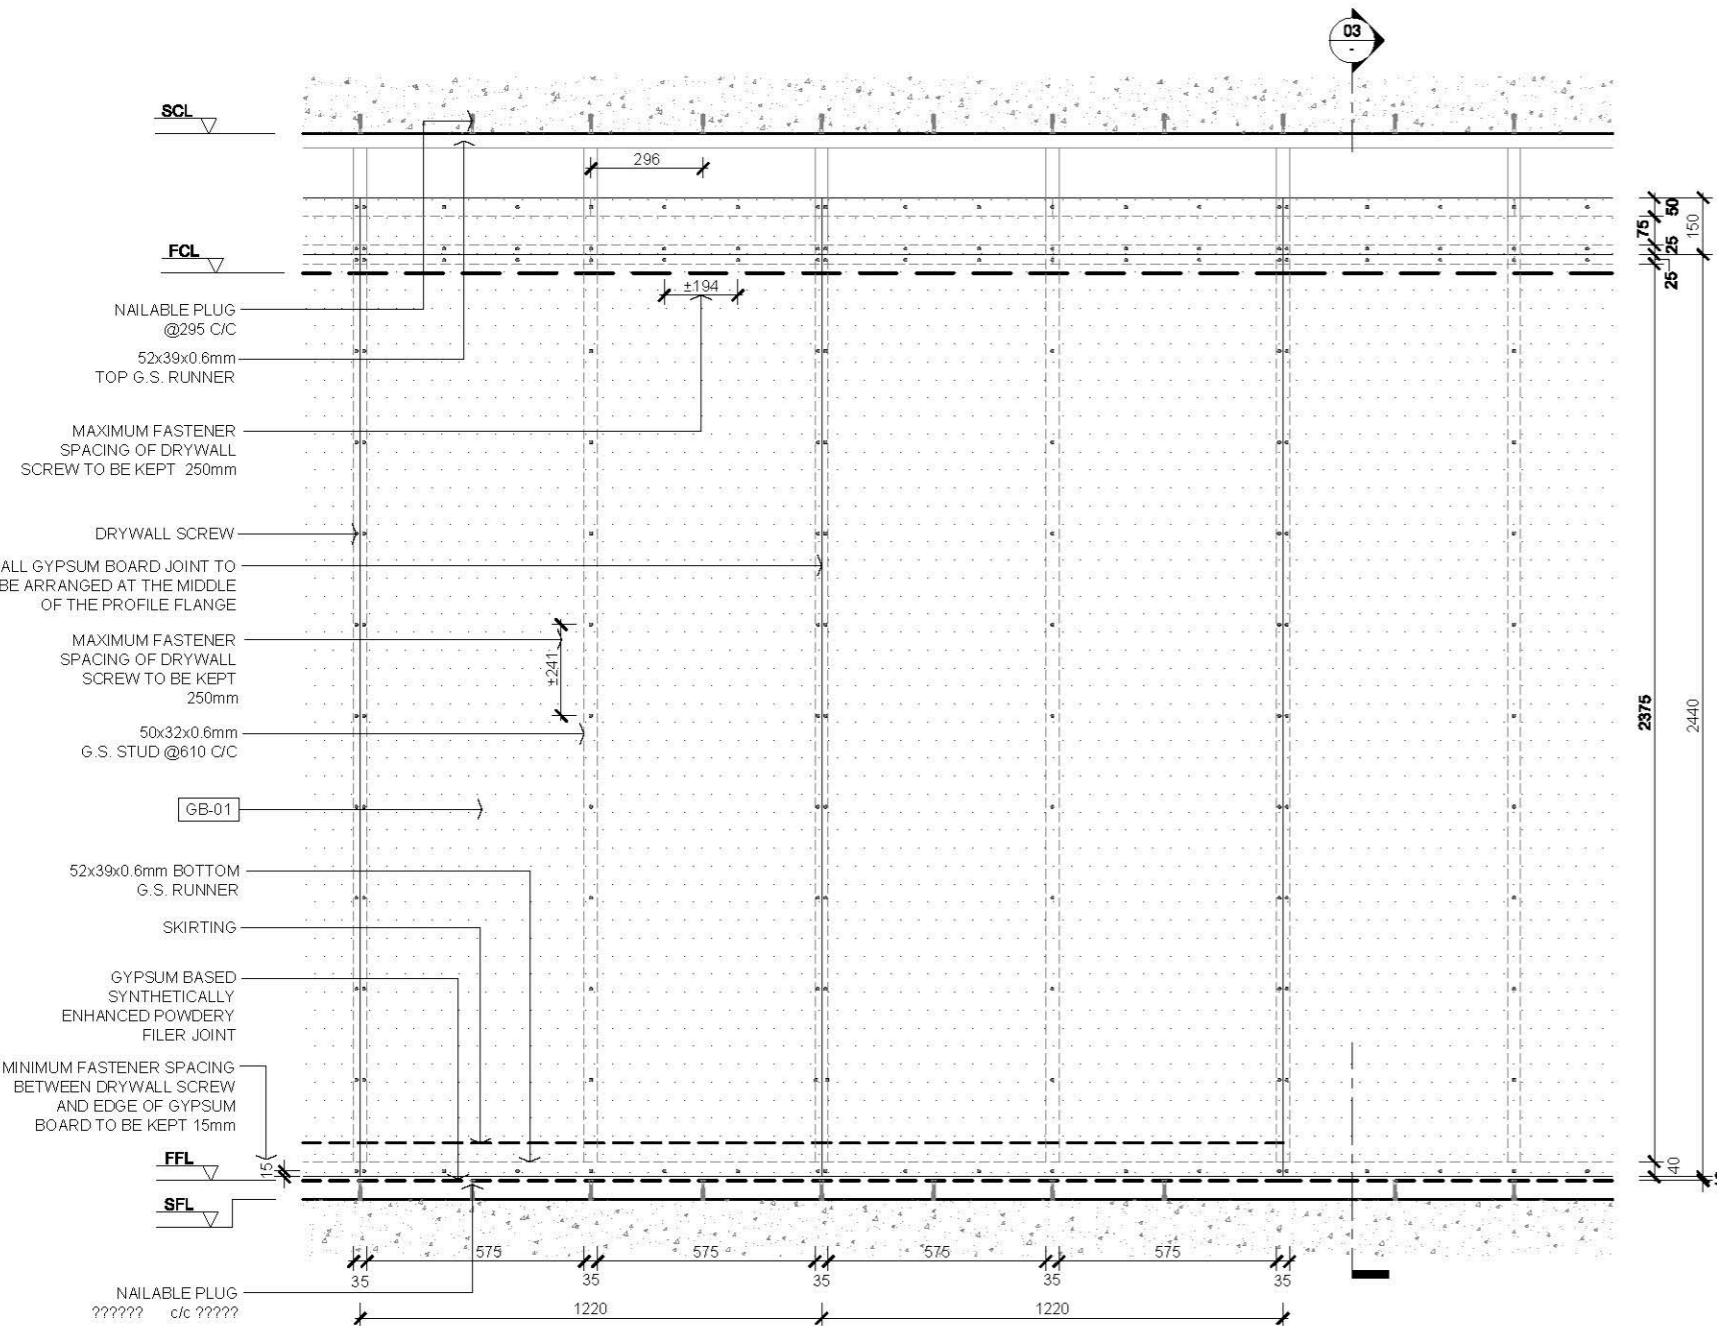 03
-
SCL
296
50
75
150
25
25
FCL
±194
NAILABLE PLUG
@295 C/C
52x39x0.6mm
TOP G.S. RUNNER
MAXIMUM FASTENER
SPACING OF DRYWALL
SCREW TO BE KEPT 250mm
DRYWALL SCREW
ALL GYPSUM BOARD JOINT TO
BE ARRANGED AT THE MIDDLE
OF THE PROFILE FLANGE
MAXIMUM FASTENER
SPACING OF DRYWALL
SCREW TO BE KEPT
250mm
±241
50x32x0.6mm
G.S. STUD @610 C/C
2375
2440
GB-01
52x39x0.6mm BOTTOM
G.S. RUNNER
SKIRTING
GYPSUM BASED
SYNTHETICALLY
ENHANCED POWDERY
FILER JOINT
MINIMUM FASTENER SPACING
BETWEEN DRYWALL SCREW
AND EDGE OF GYPSUM
BOARD TO BE KEPT 15mm
FFL
15
40
SFL
575 575 576 575
35 35 35 35 35
NAILABLE PLUG
?????? c/c ?????
1220 1220